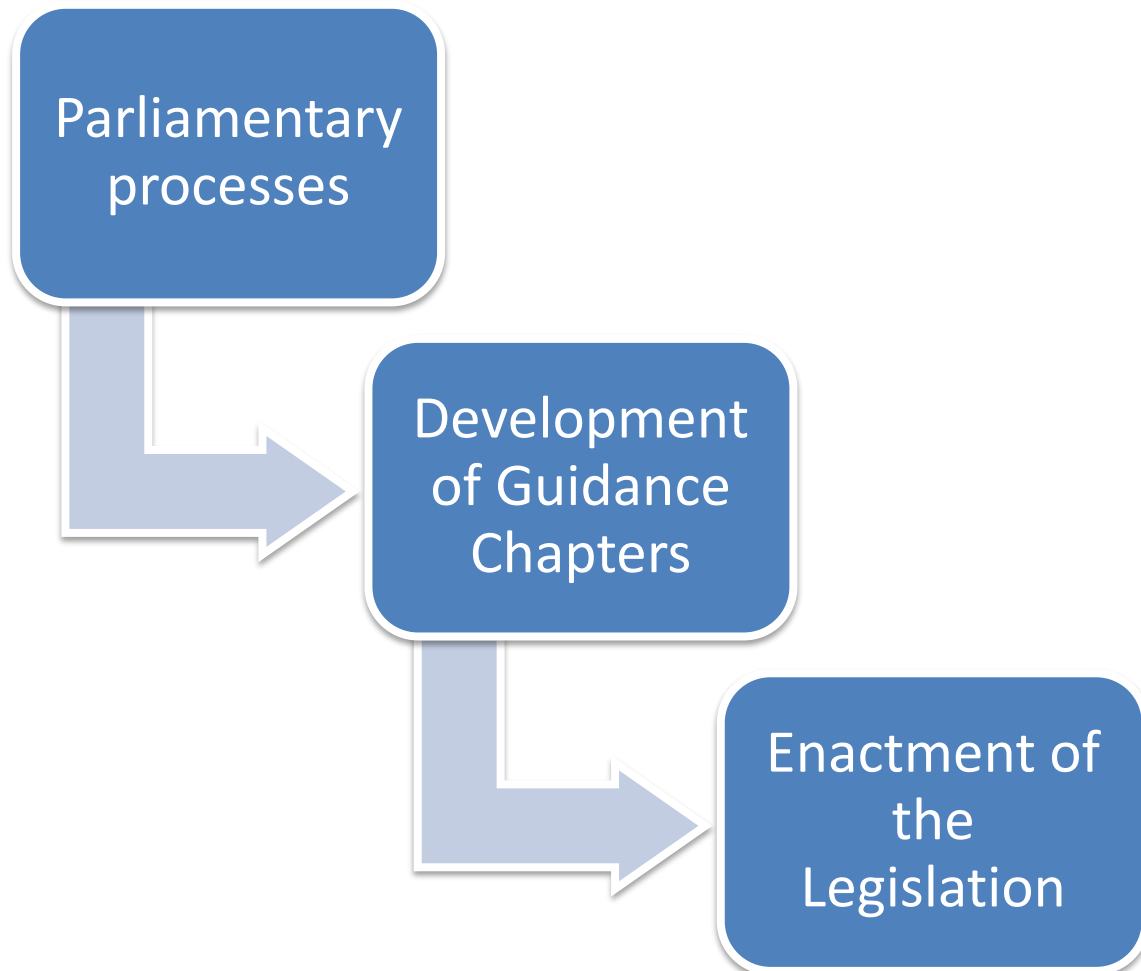 Parliamentary
processes
Development
of Guidance
Chapters
Enactment of
the
Legislation